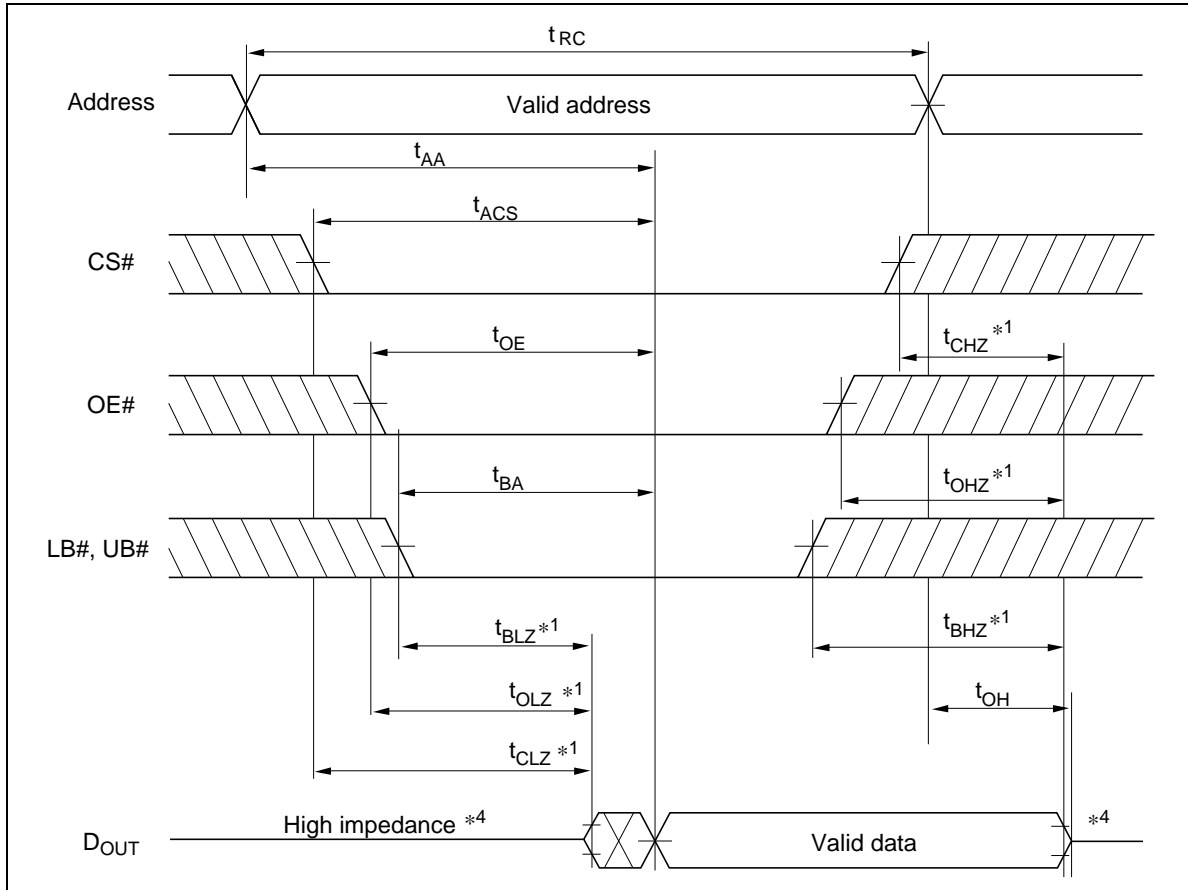 tRC
Address
Valid address
tAA
tACS
CS#
tOE
tCHZ *1
OE#
tBA
tOHZ *1
LB#, UB#
tBLZ *1
tBHZ *1
tOLZ *1
tOH
tCLZ *1
High impedance *4
*4
DOUT
Valid data